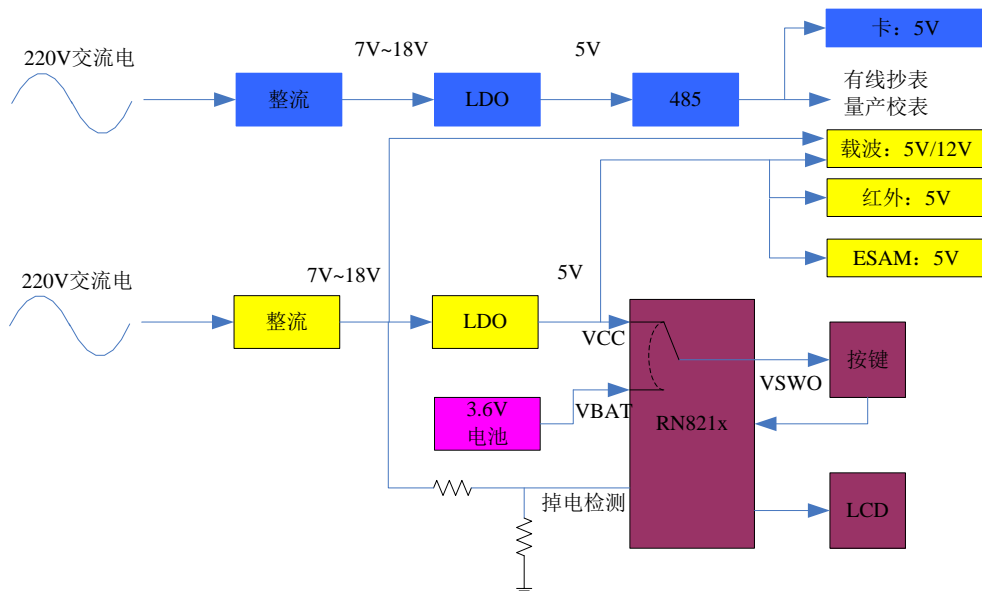 卡：5V
7V~18V
5V
220V交流电
整流
LDO
485
有线抄表
量产校表
载波：5V/12V
红外：5V
ESAM：5V
220V交流电
7V~18V
5V
整流
LDO
VCC
VSWO
按键
3.6V
电池
VBAT
RN821x
掉电检测
LCD